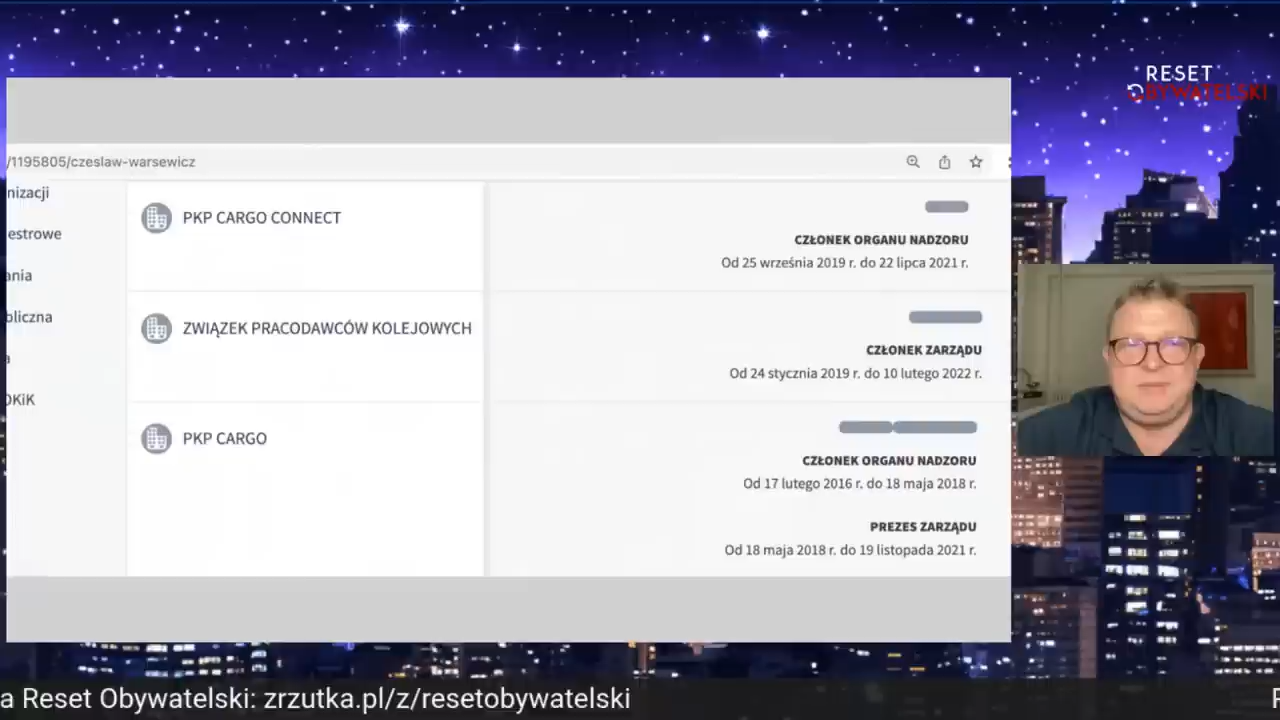 RESET
OBYWATELSKI
/1195805/czeslaw-warsewicz
nizacji
estrowe
ania
oliczna
a
OKiK
PKP CARGO CONNECT
CZŁONEK ORGANU NADZORU
Od 25 września 2019 r. do 22 lipca 2021 r.
ZWIĄZEK PRACODAWCÓW KOLEJOWYCH
CZŁONEK ZARZĄDU
Od 24 stycznia 2019 r. do 10 lutego 2022 r.
PKP CARGO
CZŁONEK ORGANU NADZORU
Od 17 lutego 2016 r. do 18 maja 2018 r.
PREZES ZARZĄDU
Od 18 maja 2018 r. do 19 listopada 2021 r.
a Reset Obywatelski: zrzutka.pl/z/resetobywatelski